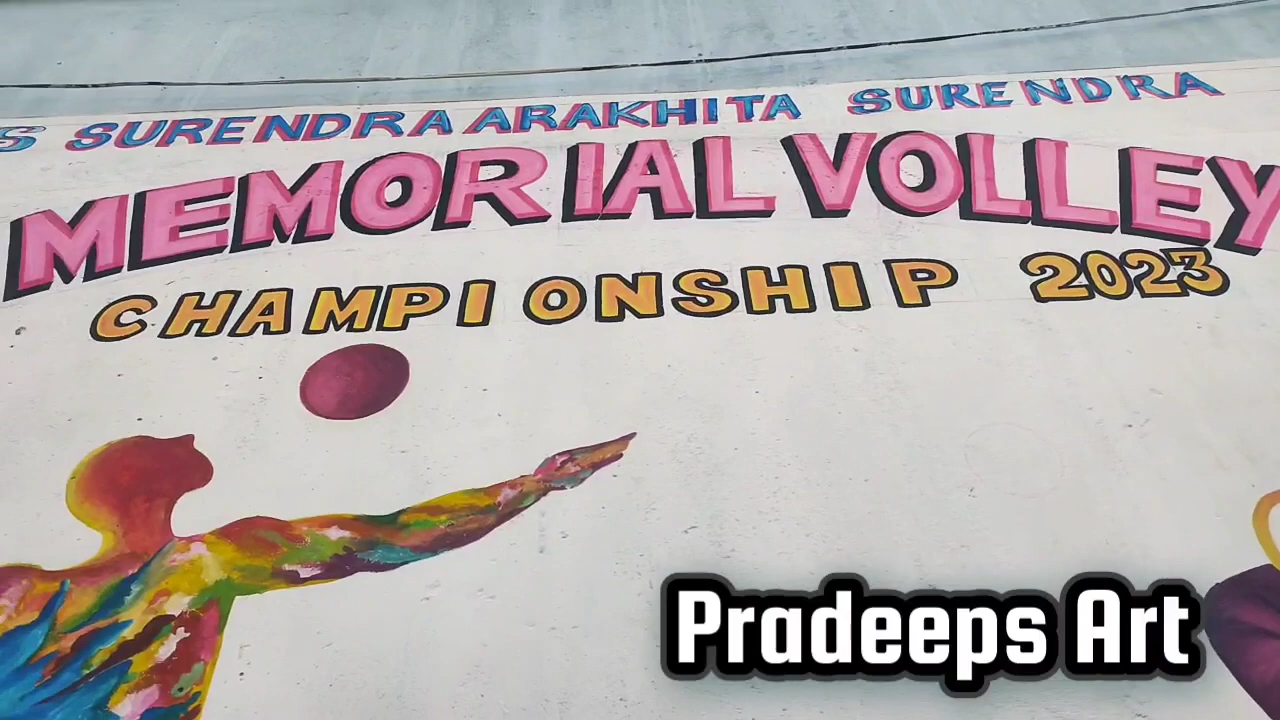 S SURENDRA ARAKHITA SURENDRA
MEMORIAL VOLLEY
CHAMPIONSHIP 2023
Pradeeps Art